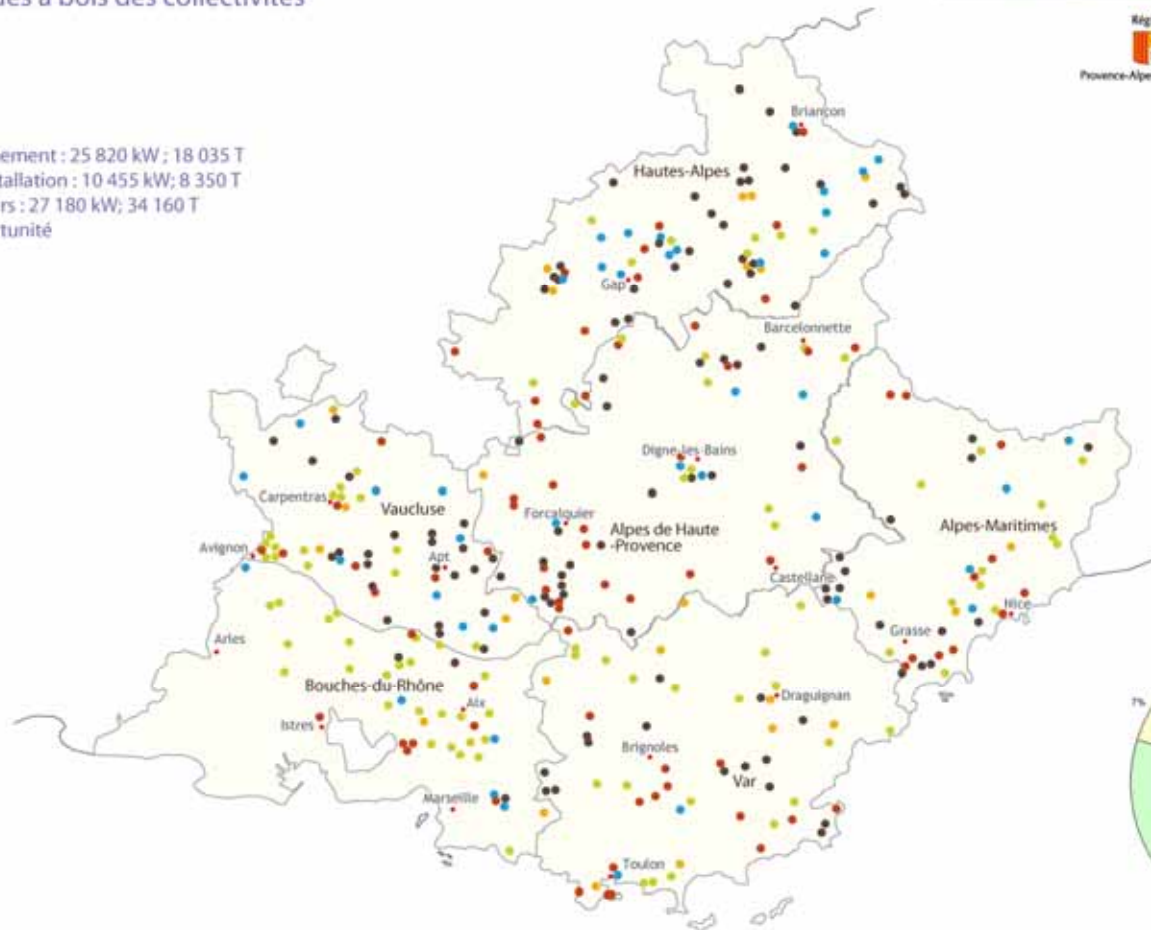 à bois des collectivités
Rég
Provence-Alpe
ement : 25 820 kW ; 18 035 T
tallation : 10 455 kW; 8 350 T
rs : 27 180 kW; 34 160 T
tunité
Briançon
Hautes-Alpes
Gap
Barcelonnette
Digne-les-Bains
Carpentras
Vaucluse
Forcalquier
Alpes de Haute
-Provence
Alpes-Maritimes
Avignon
Apt
Castellane
Nice
Grasse
Arles
Bouches-du-Rhône
Aix
Draguignan
Istres
Brignoles
Var
7%
Marseille
Toulon